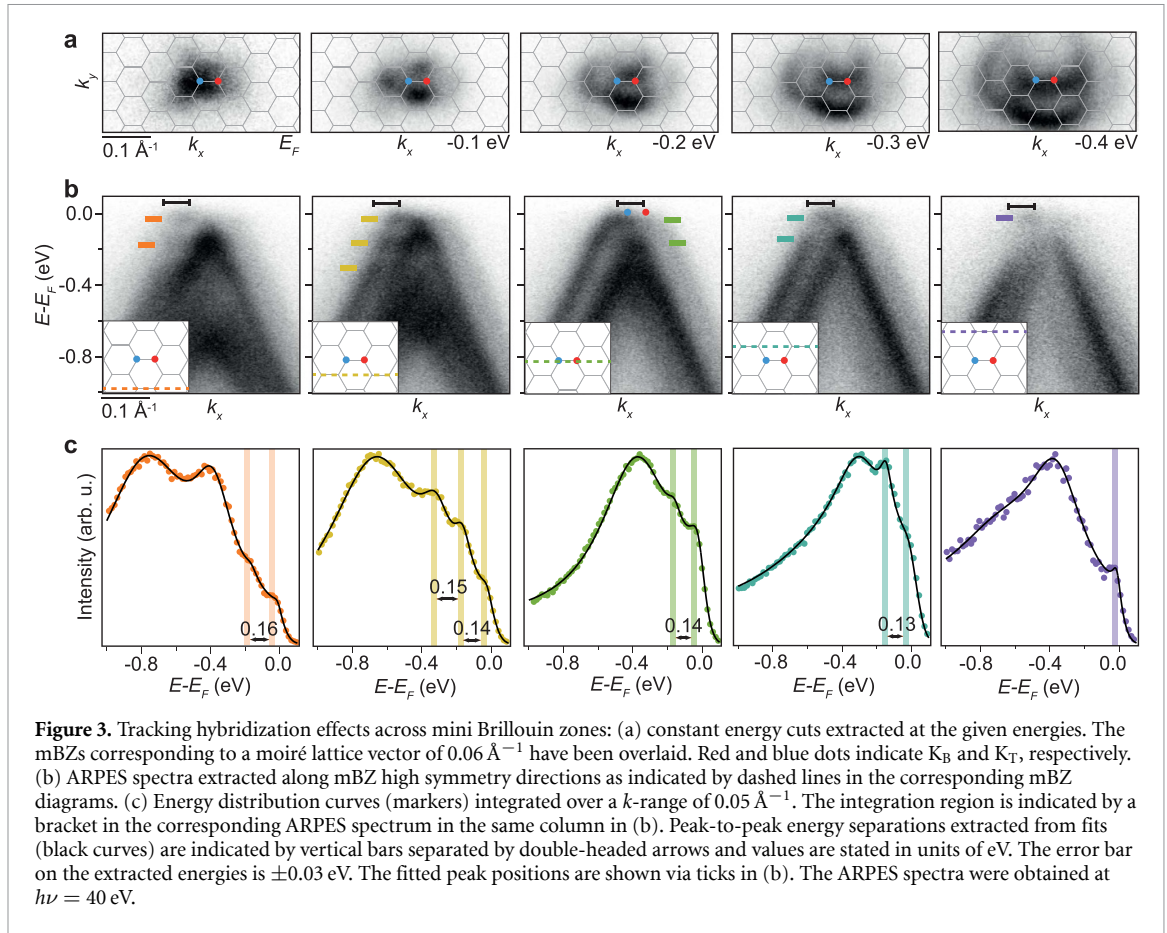 a
k_y
0.1 Å⁻¹ k_x E_F
k_x -0.1 eV
k_x -0.2 eV
k_x -0.3 eV
k_x -0.4 eV
b
E-E_F (eV)
0.0
-0.4
-0.8
0.1 Å⁻¹ k_x
k_x
k_x
k_x
k_x
c
Intensity (arb. u.)
0.16
0.15
0.14
0.14
0.13
-0.8 -0.4 0.0
-0.8 -0.4 0.0
-0.8 -0.4 0.0
-0.8 -0.4 0.0
-0.8 -0.4 0.0
E-E_F (eV)
E-E_F (eV)
E-E_F (eV)
E-E_F (eV)
E-E_F (eV)
Figure 3. Tracking hybridization effects across mini Brillouin zones: (a) constant energy cuts extracted at the given energies. The
mBZs corresponding to a moiré lattice vector of 0.06 Å⁻¹ have been overlaid. Red and blue dots indicate K_B and K_T, respectively.
(b) ARPES spectra extracted along mBZ high symmetry directions as indicated by dashed lines in the corresponding mBZ
diagrams. (c) Energy distribution curves (markers) integrated over a k-range of 0.05 Å⁻¹. The integration region is indicated by a
bracket in the corresponding ARPES spectrum in the same column in (b). Peak-to-peak energy separations extracted from fits
(black curves) are indicated by vertical bars separated by double-headed arrows and values are stated in units of eV. The error bar
on the extracted energies is ±0.03 eV. The fitted peak positions are shown via ticks in (b). The ARPES spectra were obtained at
hν = 40 eV.